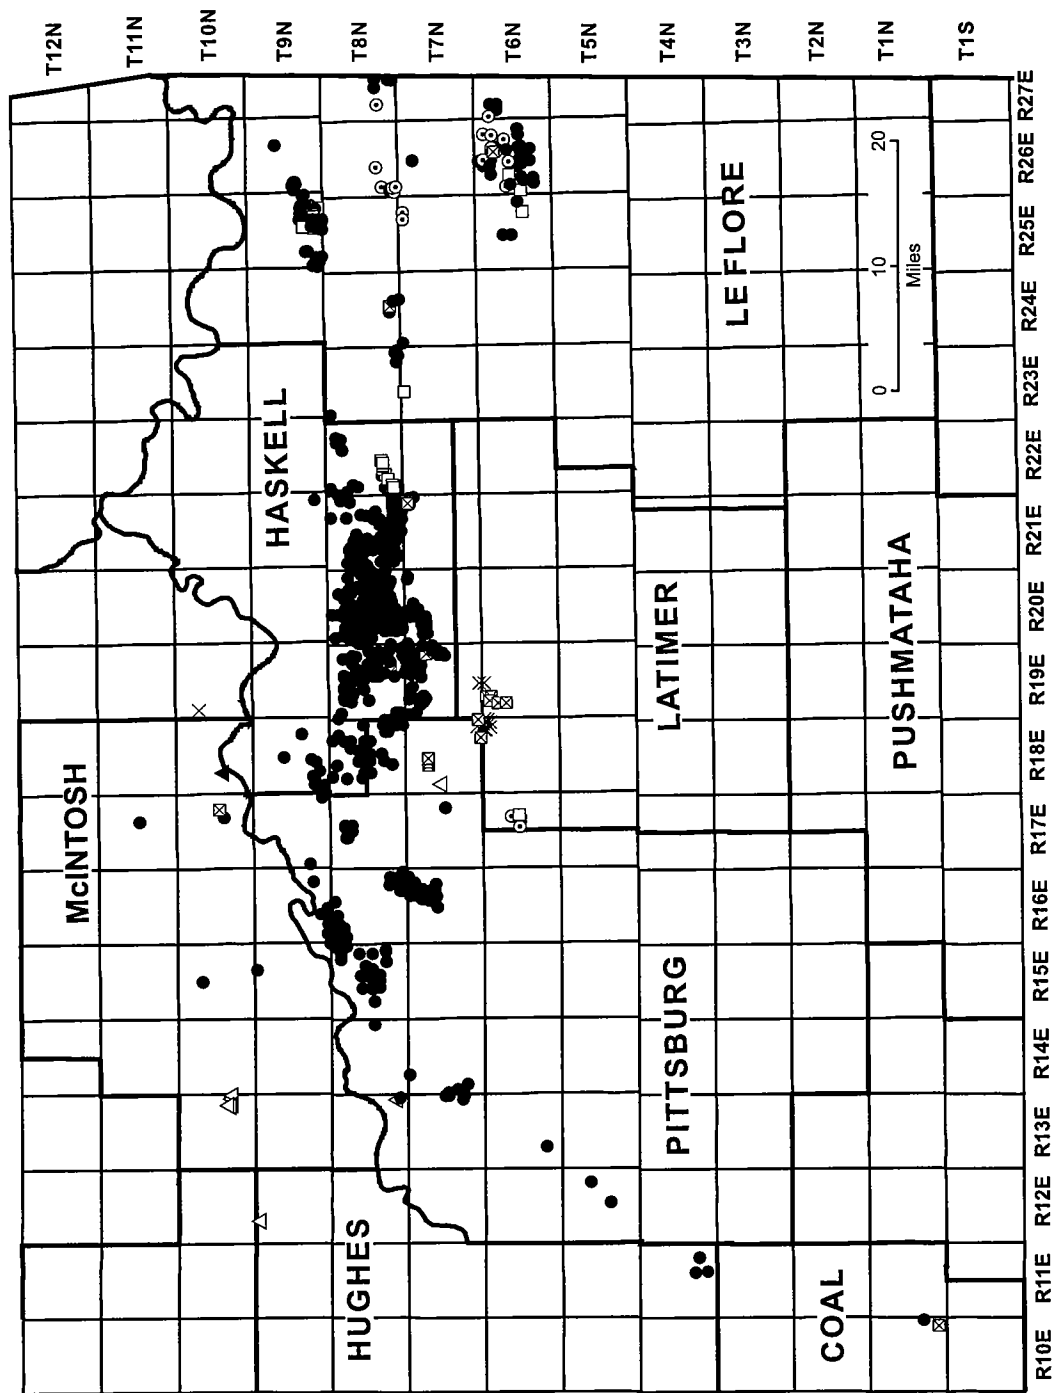 T12N
T11N
T10N
T9N
T8N
T7N
T6N
T5N
T4N
T3N
T2N
T1N
T1S
McINTOSH
HASKELL
HUGHES
LE FLORE
LATIMER
PITTSBURG
PUSHMATAHA
COAL
0 10 20
Miles
R10E
R11E
R12E
R13E
R14E
R15E
R16E
R17E
R18E
R19E
R20E
R21E
R22E
R23E
R24E
R25E
R26E
R27E